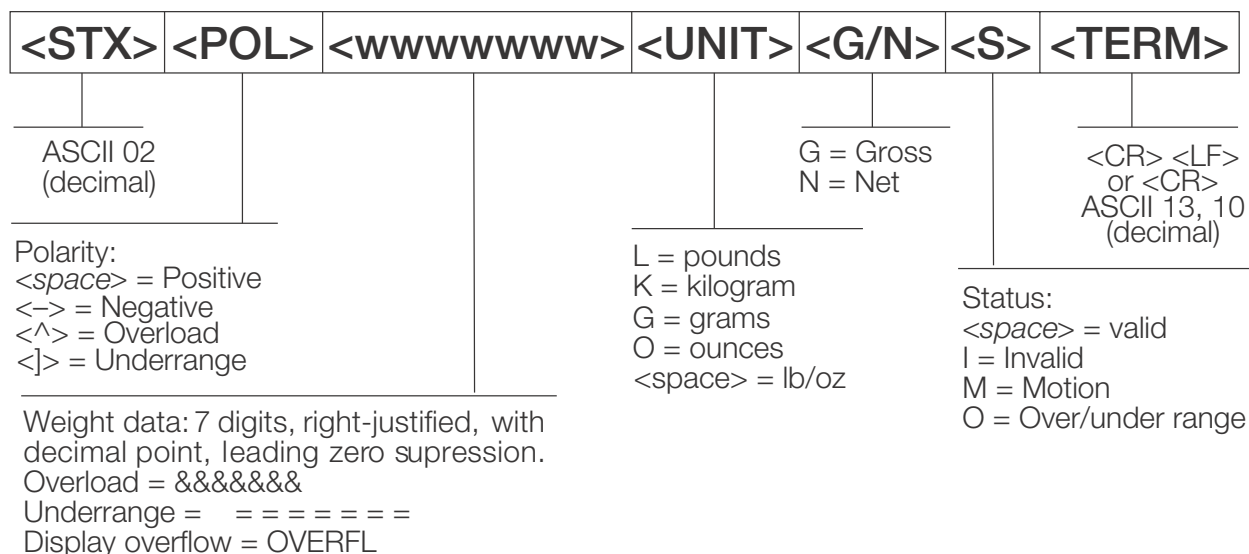 <STX> <POL> <wwwwwww> <UNIT> <G/N> <S> <TERM>
ASCII 02
(decimal)
Polarity:
<space> = Positive
<–> = Negative
<^> = Overload
<]> = Underrange
Weight data: 7 digits, right-justified, with
decimal point, leading zero supression.
Overload = &&&&&&&
Underrange = = = = = = = =
Display overflow = OVERFL
L = pounds
K = kilogram
G = grams
O = ounces
<space> = lb/oz
G = Gross
N = Net
Status:
<space> = valid
I = Invalid
M = Motion
O = Over/under range
<CR> <LF>
or <CR>
ASCII 13, 10
(decimal)